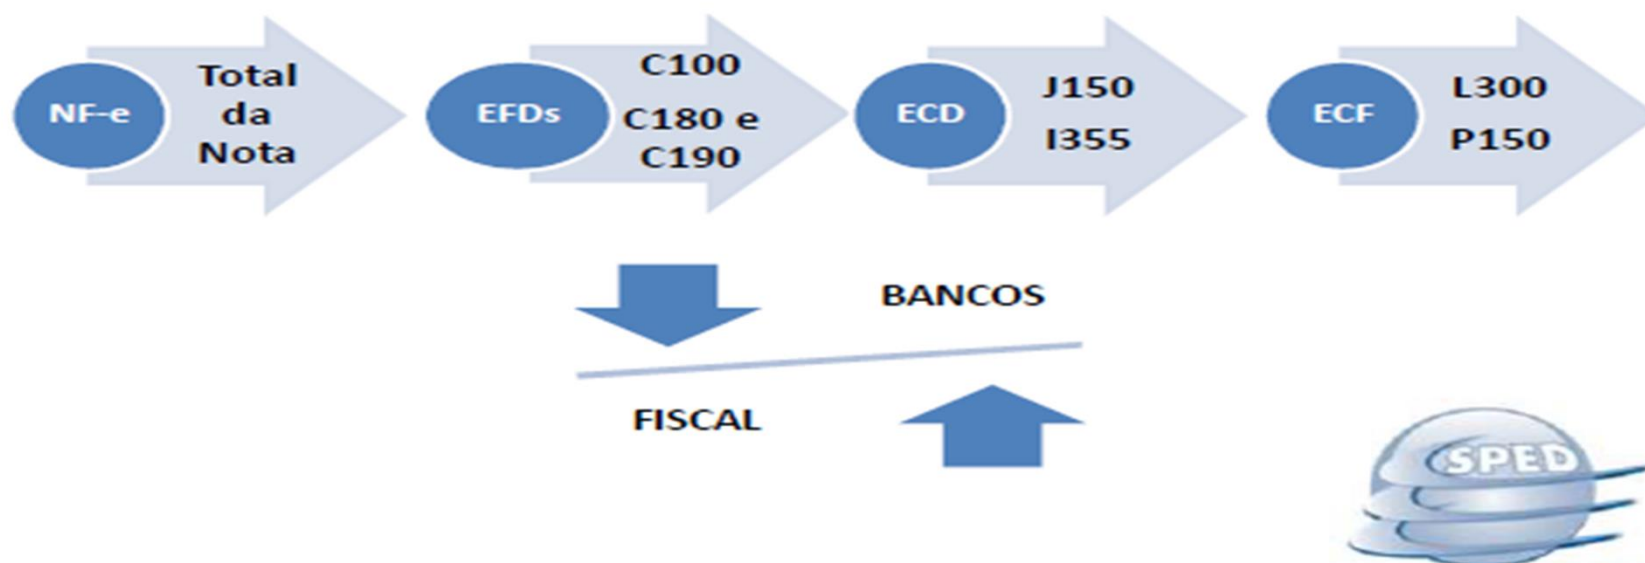 NF-e
Total
da
Nota
EFDs
C100
C180 e
C190
ECD
J150
I355
ECF
L300
P150
BANCOS
FISCAL
SPED